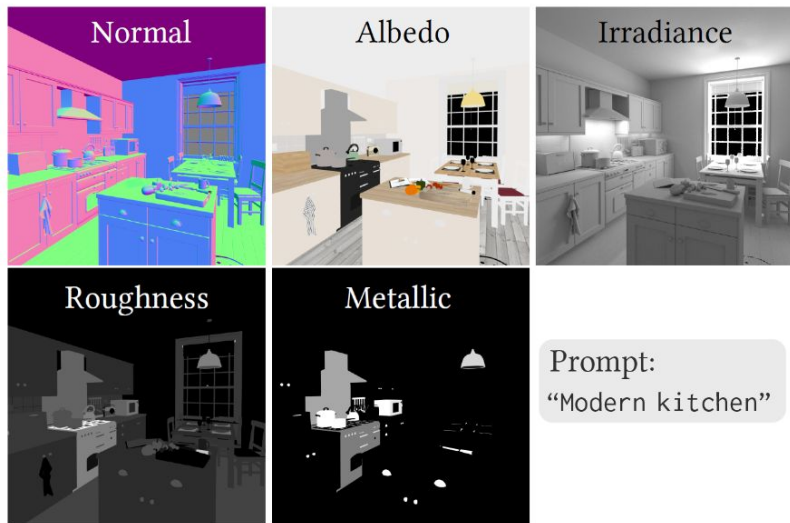 Normal
Albedo
Irradiance
Roughness
Metallic
Prompt:
“Modern kitchen”